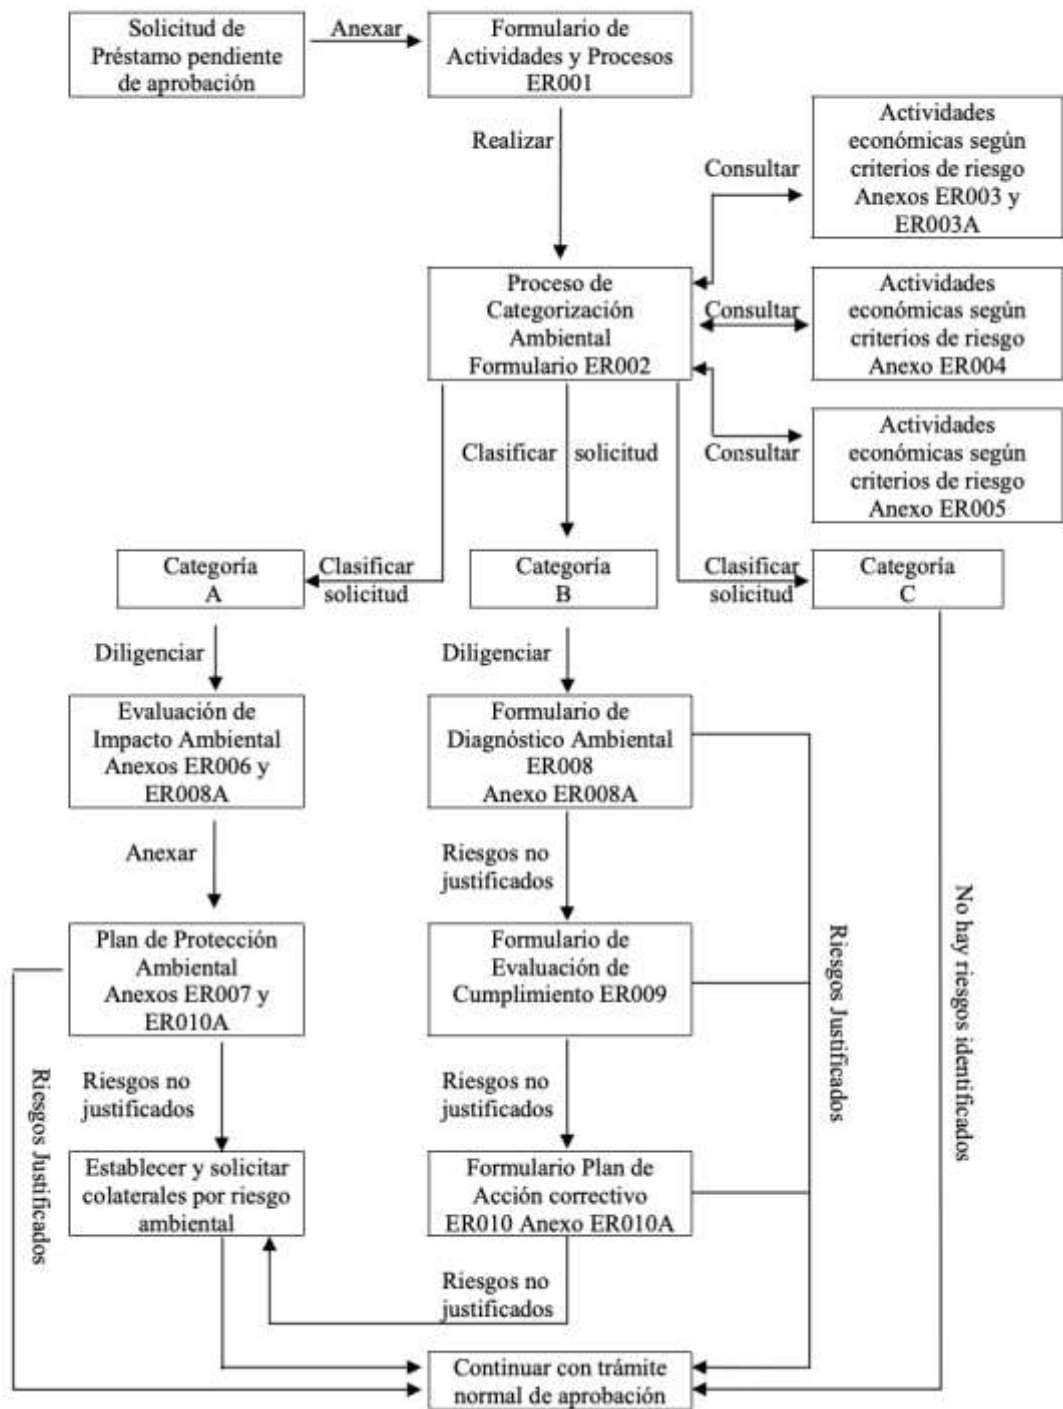 Solicitud de
Préstamo pendiente
de aprobación
Anexar
Formulario de
Actividades y Procesos
ER001
Realizar
Actividades
económicas según
criterios de riesgo
Anexos ER003 y
ER003A
Consultar
Proceso de
Categorización
Ambiental
Formulario ER002
Consultar
Actividades
económicas según
criterios de riesgo
Anexo ER004
Clasificar solicitud
Consultar
Actividades
económicas según
criterios de riesgo
Anexo ER005
Categoría
A
Clasificar
solicitud
Categoría
B
Clasificar
solicitud
Categoría
C
Diligenciar
Diligenciar
Evaluación de
Impacto Ambiental
Anexos ER006 y
ER008A
Formulario de
Diagnóstico Ambiental
ER008
Anexo ER008A
Anexar
Riesgos no
justificados
Plan de Protección
Ambiental
Anexos ER007 y
ER010A
Formulario de
Evaluación de
Cumplimiento ER009
Riesgos Justificados
No hay riesgos identificados
Riesgos Justificados
Riesgos no
justificados
Riesgos no
justificados
Establecer y solicitar
colaterales por riesgo
ambiental
Formulario Plan de
Acción correctivo
ER010 Anexo ER010A
Riesgos no
justificados
Continuar con trámite
normal de aprobación